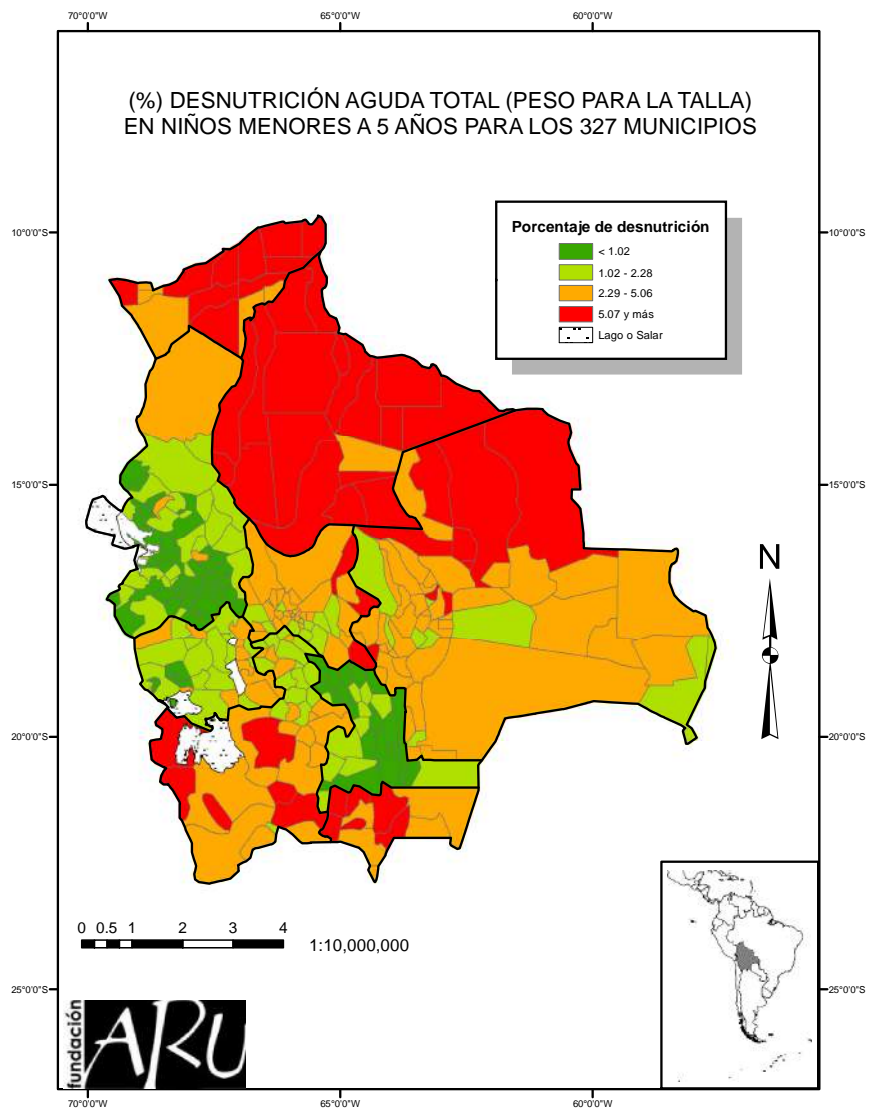 70°0'0"W 65°0'0"W 60°0'0"W
(%) DESNUTRICIÓN AGUDA TOTAL (PESO PARA LA TALLA)
EN NIÑOS MENORES A 5 AÑOS PARA LOS 327 MUNICIPIOS
Porcentaje de desnutrición
< 1.02
1.02 - 2.28
2.29 - 5.06
5.07 y más
Lago o Salar
10°0'0"S 10°0'0"S
15°0'0"S 15°0'0"S
N
20°0'0"S 20°0'0"S
0 0.5 1 2 3 4
1:10,000,000
25°0'0"S 25°0'0"S
fundación
ARU
70°0'0"W 65°0'0"W 60°0'0"W